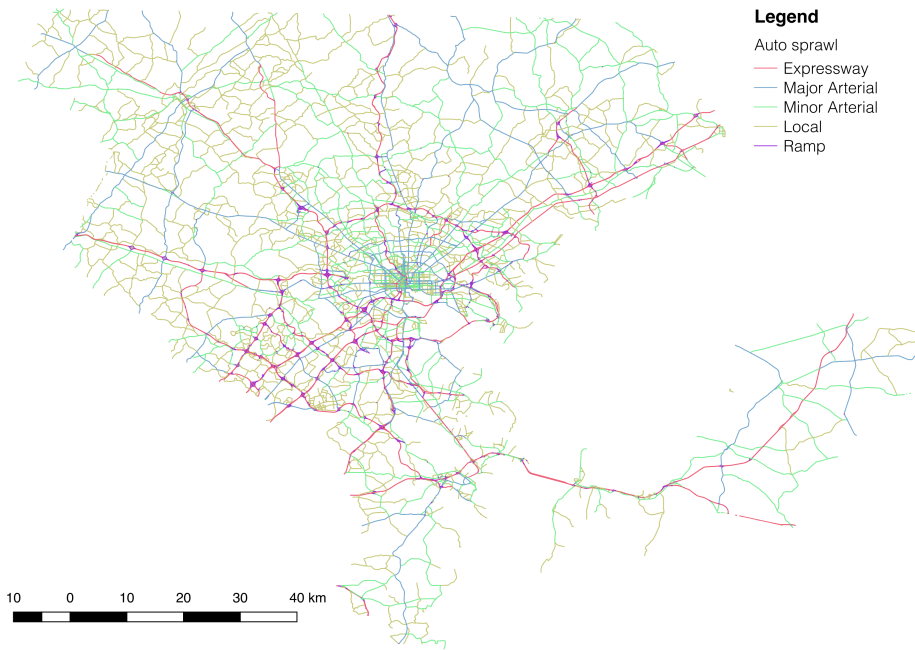 Legend
Auto sprawl
Expressway
Major Arterial
Minor Arterial
Local
Ramp
10 0 10 20 30 40 km